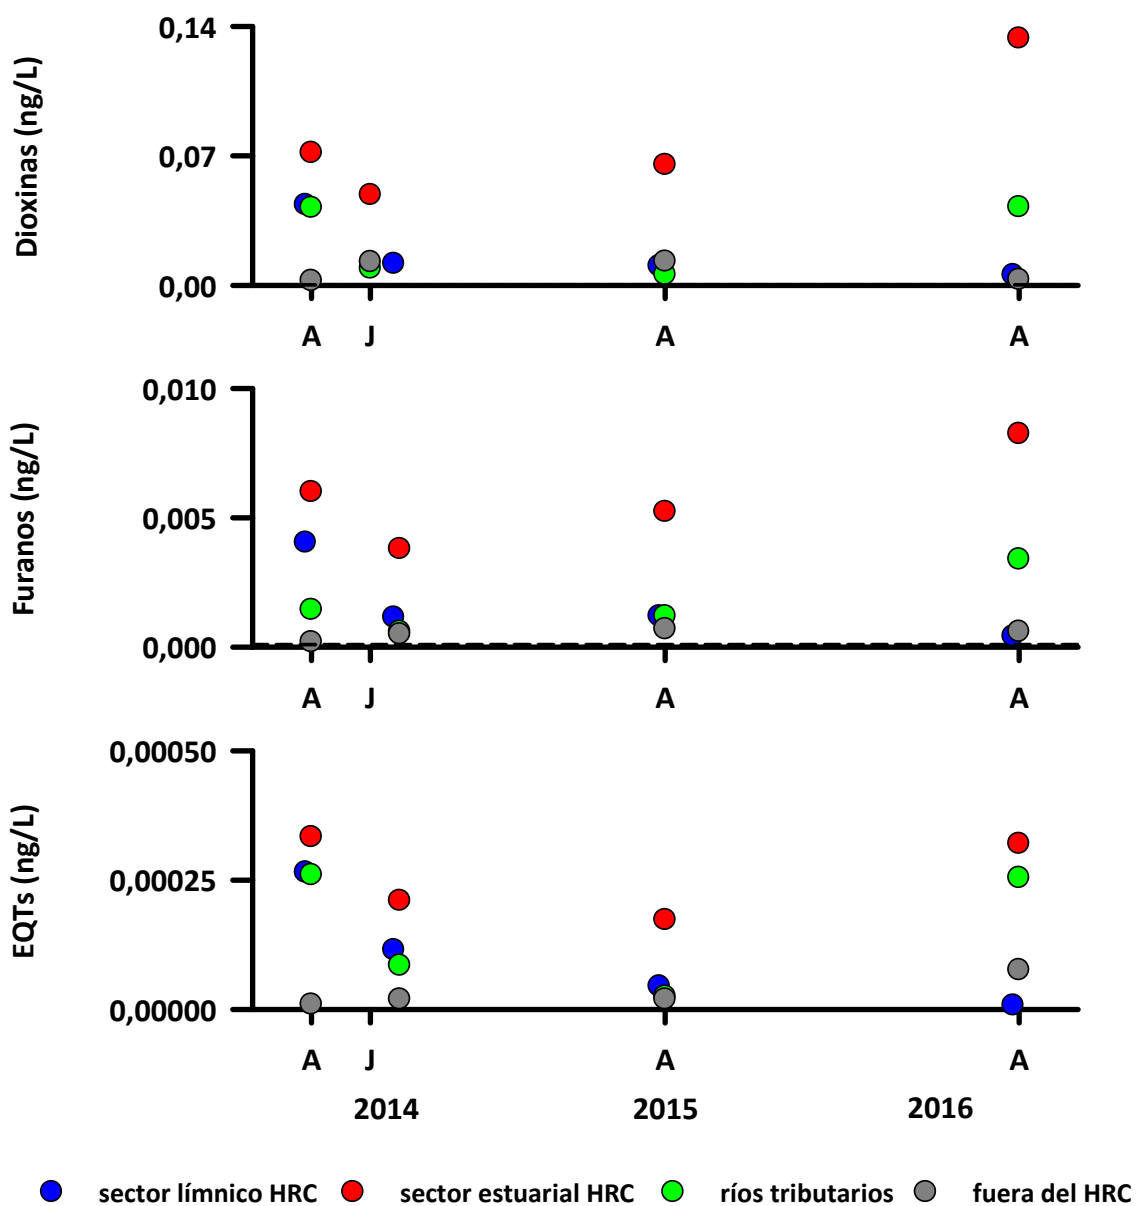 Dioxinas (ng/L)
0,14
0,07
0,00
A J A A
Furanos (ng/L)
0,010
0,005
0,000
A J A A
EQTs (ng/L)
0,00050
0,00025
0,00000
A J A A
2014 2015 2016
sector límnico HRC sector estuarial HRC ríos tributarios fuera del HRC